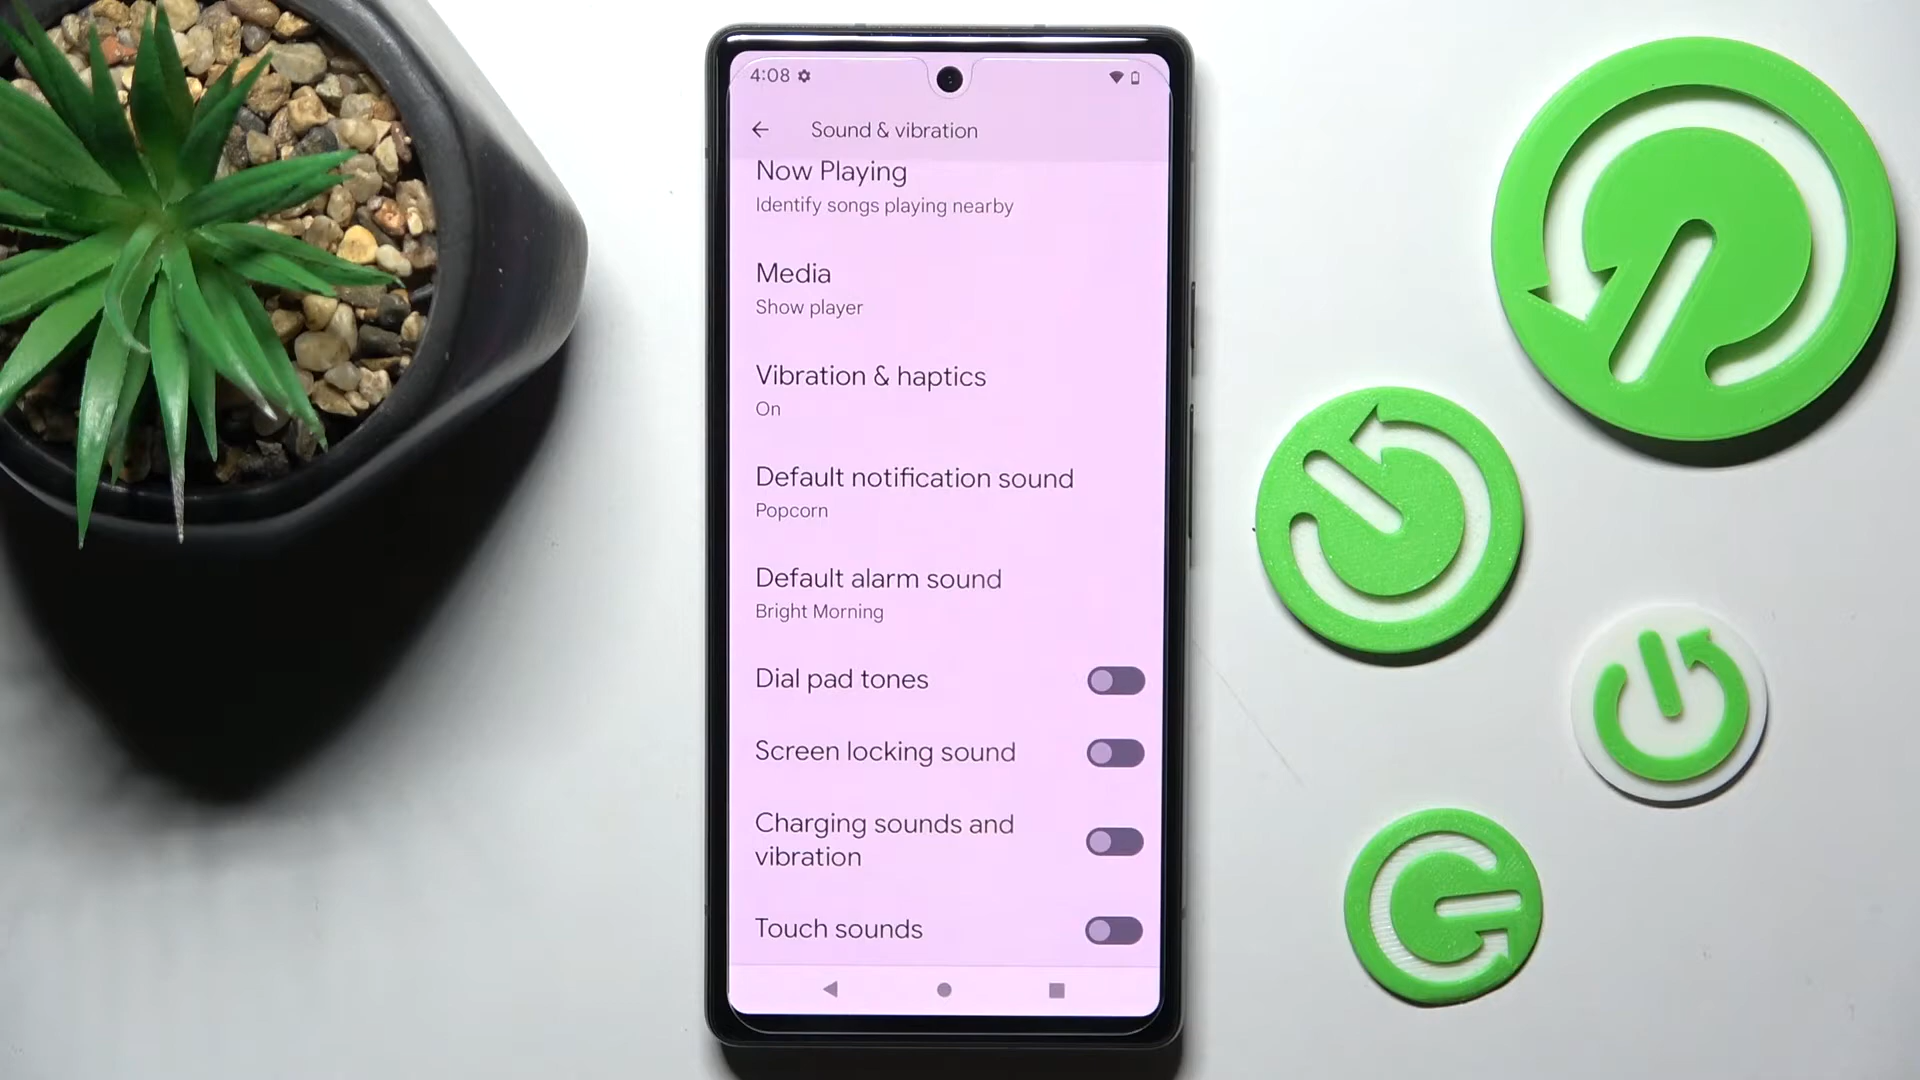 4:08
Sound & vibration
Now Playing
Identify songs playing nearby
Media
Show player
Vibration & haptics
On
Default notification sound
Popcorn
Default alarm sound
Bright Morning
Dial pad tones
Screen locking sound
Charging sounds and
vibration
Touch sounds